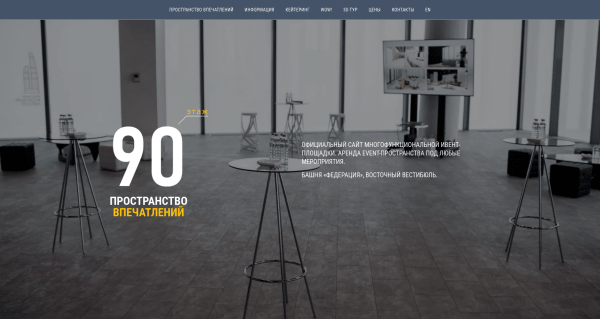 ПРОСТРАНСТВО ВПЕЧАТЛЕНИЙ ИНФОРМАЦИЯ КЕЙТЕРИНГ WOW! 3D ТУР ЦЕНЫ КОНТАКТЫ EN
этаж
90
ПРОСТРАНСТВО
ВПЕЧАТЛЕНИЙ
ОФИЦИАЛЬНЫЙ САЙТ МНОГОФУНКЦИОНАЛЬНОЙ ИВЕНТ-
ПЛОЩАДКИ. АРЕНДА EVENT-ПРОСТРАНСТВА ПОД ЛЮБЫЕ
МЕРОПРИЯТИЯ.
БАШНЯ «ФЕДЕРАЦИЯ», ВОСТОЧНЫЙ ВЕСТИБЮЛЬ.